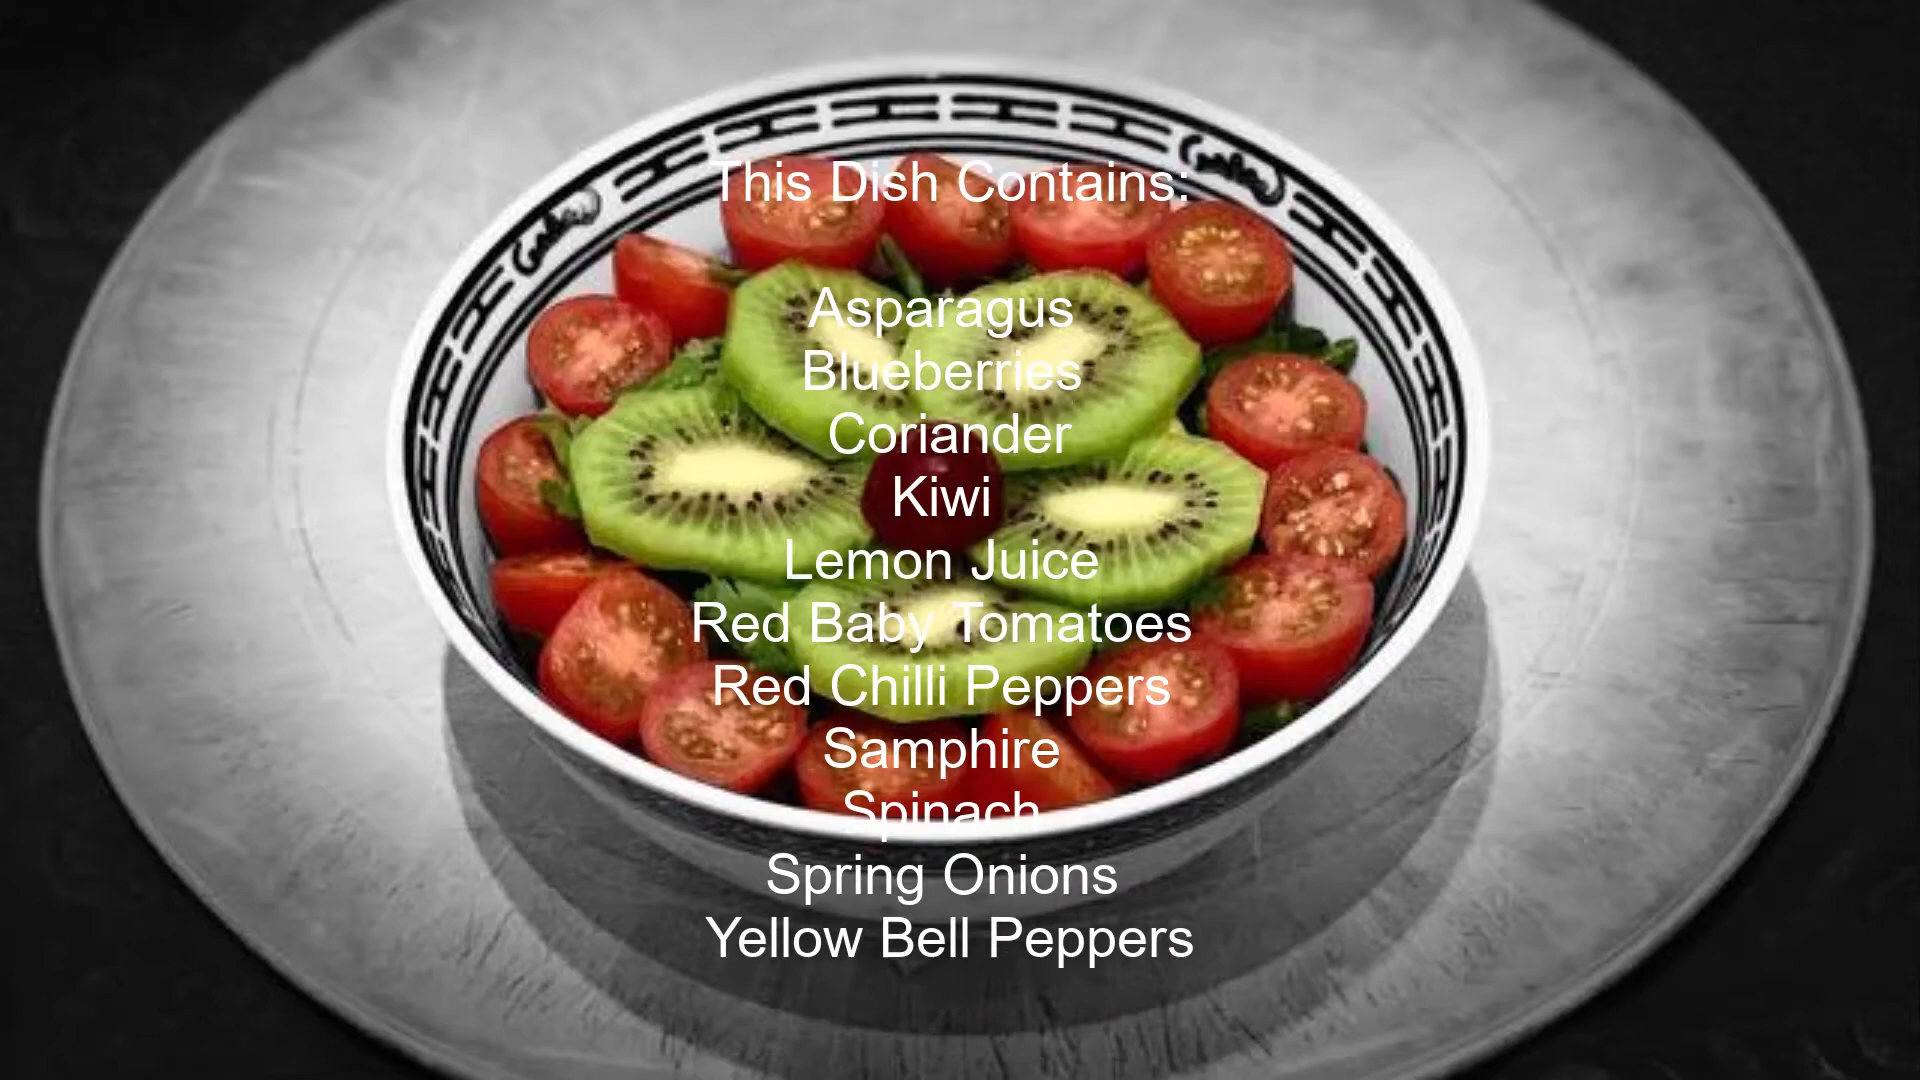 This Dish Contains:
Asparagus
Blueberries
Coriander
Kiwi
Lemon Juice
Red Baby Tomatoes
Red Chilli Peppers
Samphire
Spinach
Spring Onions
Yellow Bell Peppers